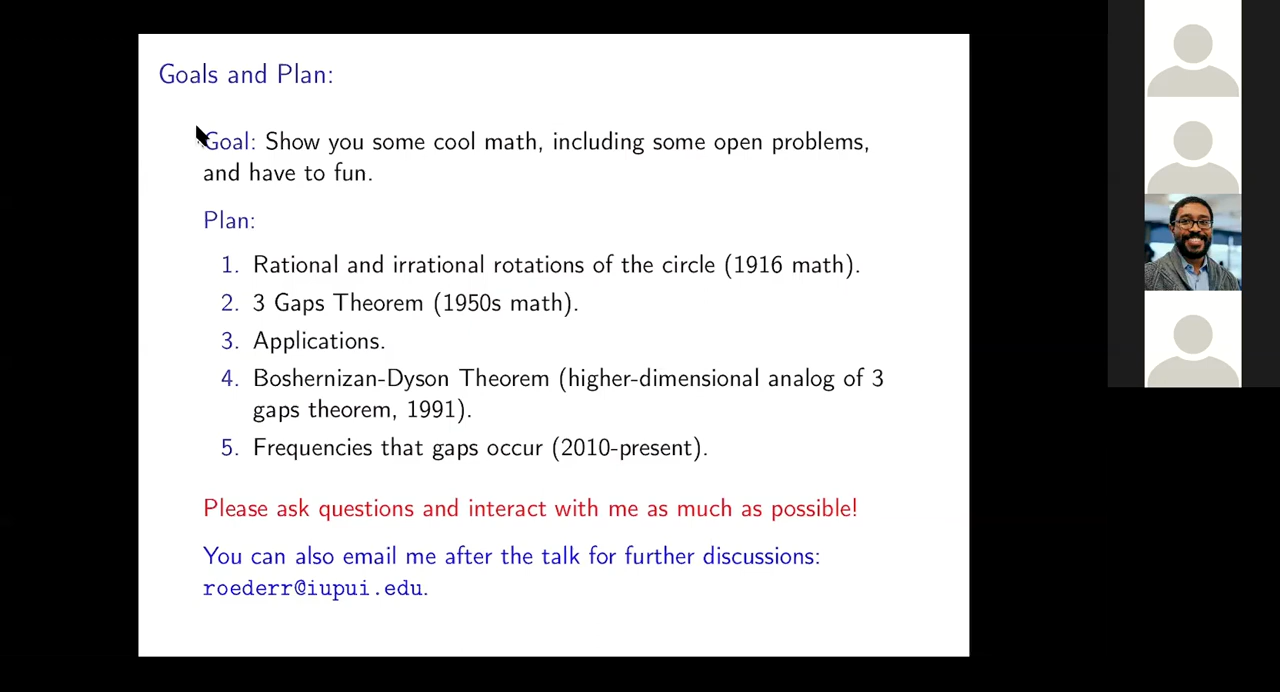 Goals and Plan:
Goal: Show you some cool math, including some open problems,
and have to fun.
Plan:
1. Rational and irrational rotations of the circle (1916 math).
2. 3 Gaps Theorem (1950s math).
3. Applications.
4. Boshernizan-Dyson Theorem (higher-dimensional analog of 3
gaps theorem, 1991).
5. Frequencies that gaps occur (2010-present).
Please ask questions and interact with me as much as possible!
You can also email me after the talk for further discussions:
roederr@iupui.edu.